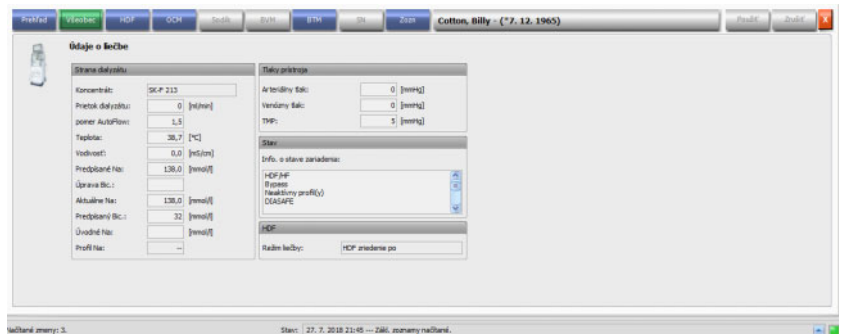 Prehľad Všeobec HDF OCM Sodík BVM BTM SN Zozn Cotton, Billy - (*7. 12. 1965) Použiť Zrušiť X
Údaje o liečbe
Strana dialyzátu
Koncentrát: SK-F 213
Prietok dialyzátu: 0 [ml/min]
pomer AutoFlow: 1,5
Teplota: 38,7 [°C]
Vodivosť: 0,0 [mS/cm]
Predpísané Na: 138,0 [mmol/l]
Úprava Bic.:
Aktuálne Na: 138,0 [mmol/l]
Predpísaný Bic.: 32 [mmol/l]
Úvodné Na: [mmol/l]
Profil Na: --
Tlaky prístroja
Arteriálny tlak: 0 [mmHg]
Venózny tlak: 0 [mmHg]
TMP: 5 [mmHg]
Stav
Info. o stave zariadenia:
HDF/HF
Bypass
Neaktívny profil(y)
DIASAFE
HDF
Režim liečby: HDF zriedenie po
Načítané zmeny: 3. Stav: 27. 7. 2018 21:45 --- Zákl. zoznamy načítané.